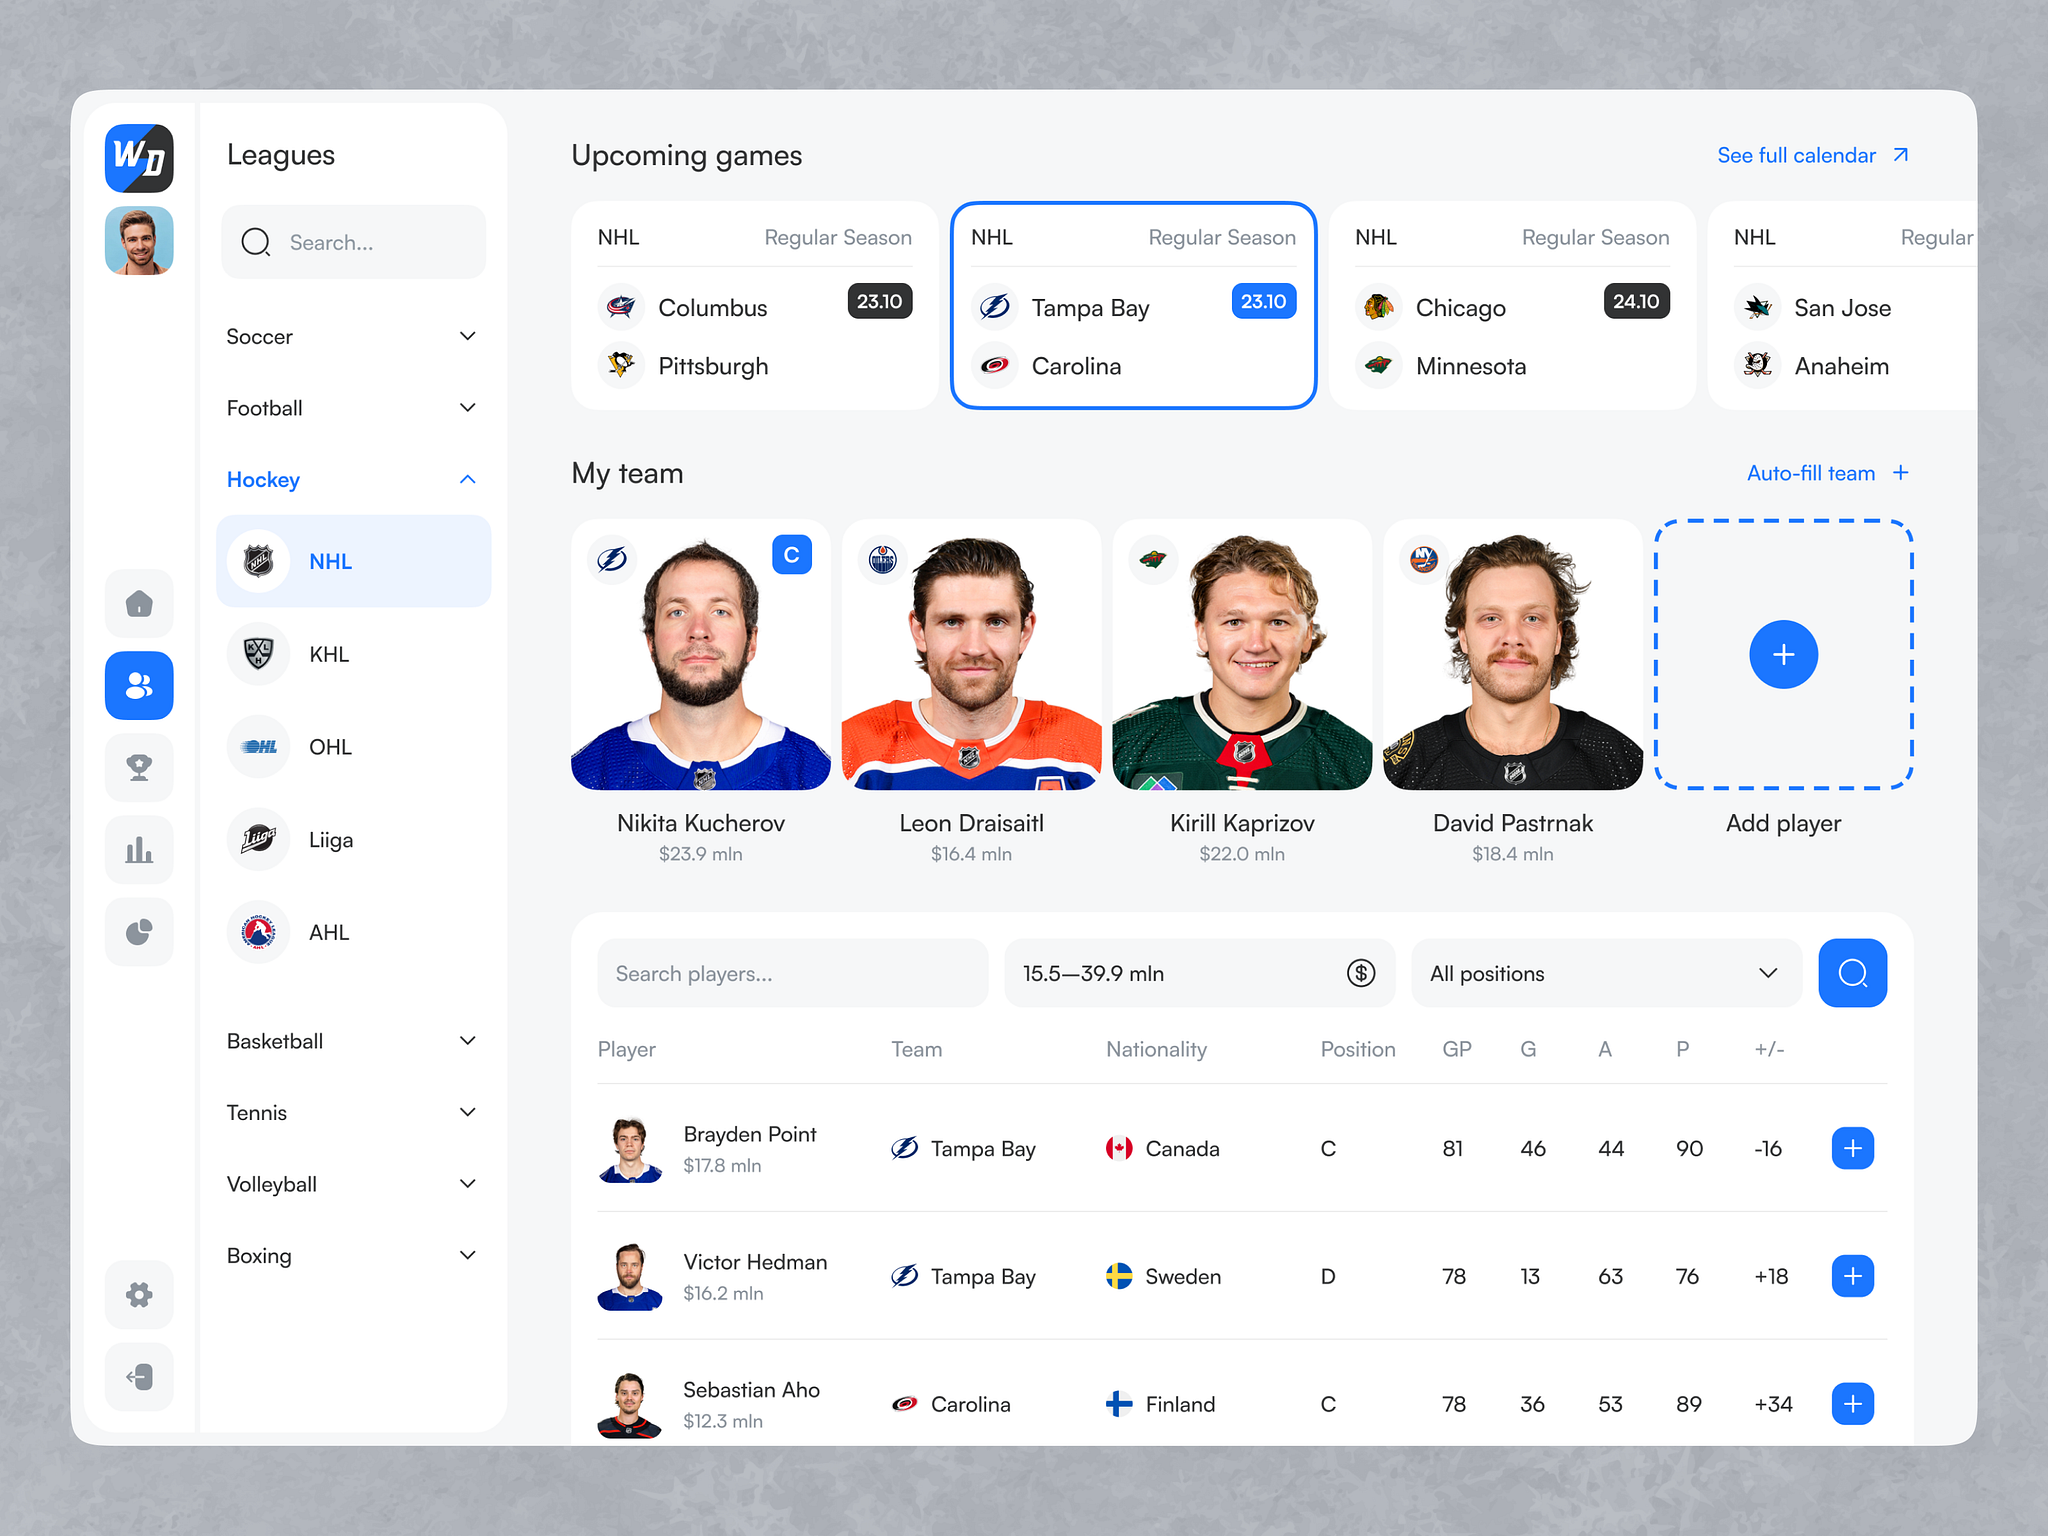 WD
Leagues
Search...
Soccer
Football
Hockey
NHL
NHL
KHL
KHL
OHL
OHL
Liiga
Liiga
AHL
Basketball
Tennis
Volleyball
Boxing
Upcoming games
See full calendar
NHL Regular Season
Columbus 23.10
Pittsburgh
NHL Regular Season
Tampa Bay 23.10
Carolina
NHL Regular Season
Chicago 24.10
Minnesota
NHL Regular
San Jose
Anaheim
My team
Auto-fill team +
C
OILERS
NY
Nikita Kucherov
$23.9 mln
Leon Draisaitl
$16.4 mln
Kirill Kaprizov
$22.0 mln
David Pastrnak
$18.4 mln
+
Add player
Search players...
15.5–39.9 mln $
All positions
Player Team Nationality Position GP G A P +/-
Brayden Point
$17.8 mln
Tampa Bay Canada C 81 46 44 90 -16 +
Victor Hedman
$16.2 mln
Tampa Bay Sweden D 78 13 63 76 +18 +
Sebastian Aho
$12.3 mln
Carolina Finland C 78 36 53 89 +34 +